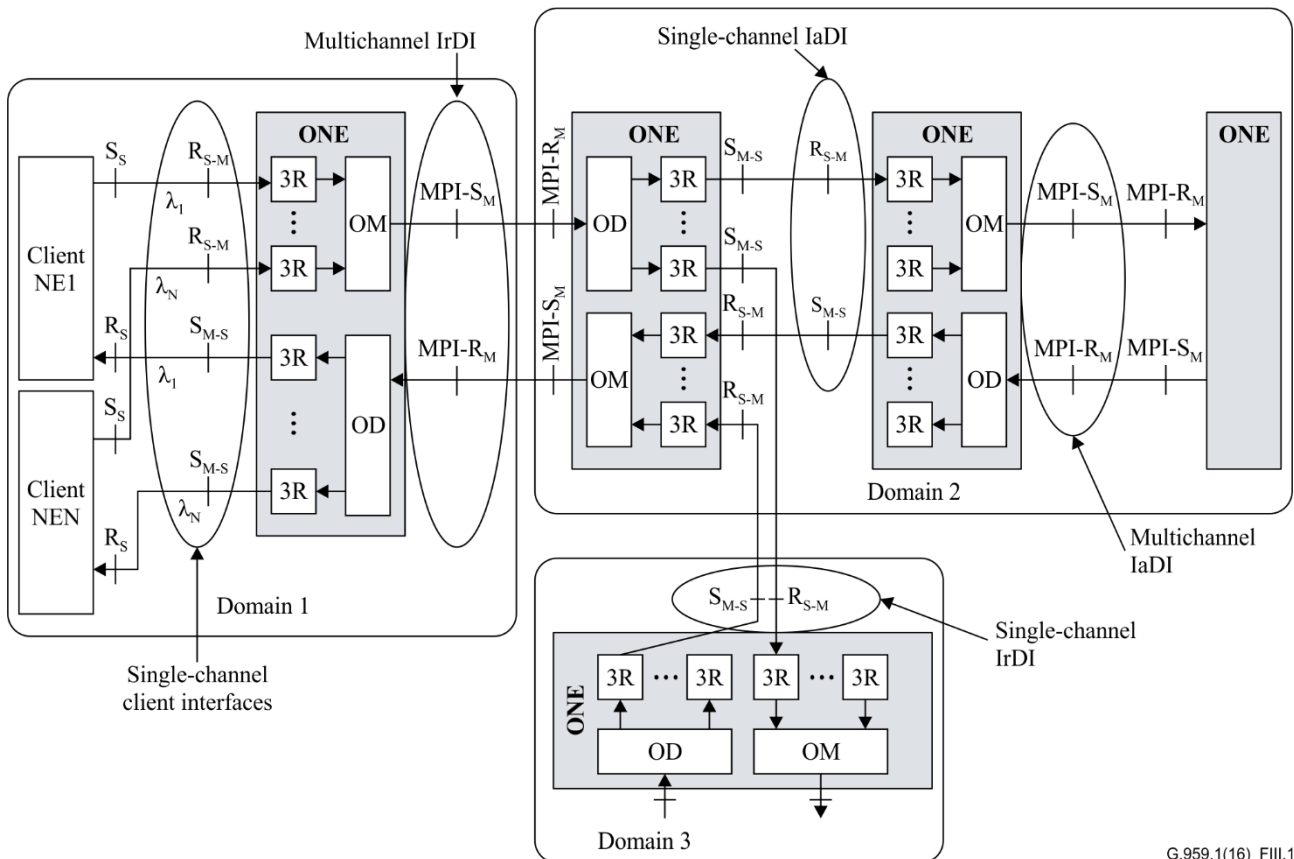 Multichannel IrDI
Single-channel IaDI
ONE
ONE
ONE
ONE
S_S
R_S-M
λ_1
3R
OM
MPI-S_M
MPI-R_M
OD
3R
S_M-S
R_S-M
3R
OM
MPI-S_M
MPI-R_M
Client
NE1
R_S-M
λ_N
3R
S_M-S
3R
3R
R_S
S_M-S
λ_1
3R
OD
MPI-R_M
MPI-S_M
OM
3R
R_S-M
S_M-S
3R
OD
MPI-R_M
MPI-S_M
S_S
3R
R_S-M
3R
3R
Client
NEN
S_M-S
λ_N
3R
R_S
Domain 1
Domain 2
Multichannel
IaDI
Single-channel
client interfaces
S_M-S
R_S-M
Single-channel
IrDI
ONE
3R
3R
3R
3R
OD
OM
Domain 3
G.959.1(16)_FIII.1